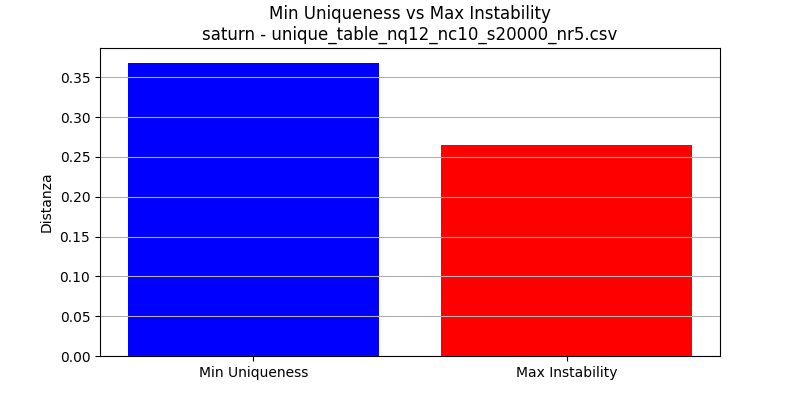 Min Uniqueness vs Max Instability
saturn - unique_table_nq12_nc10_s20000_nr5.csv
Distanza
0.35
0.30
0.25
0.20
0.15
0.10
0.05
0.00
Min Uniqueness
Max Instability